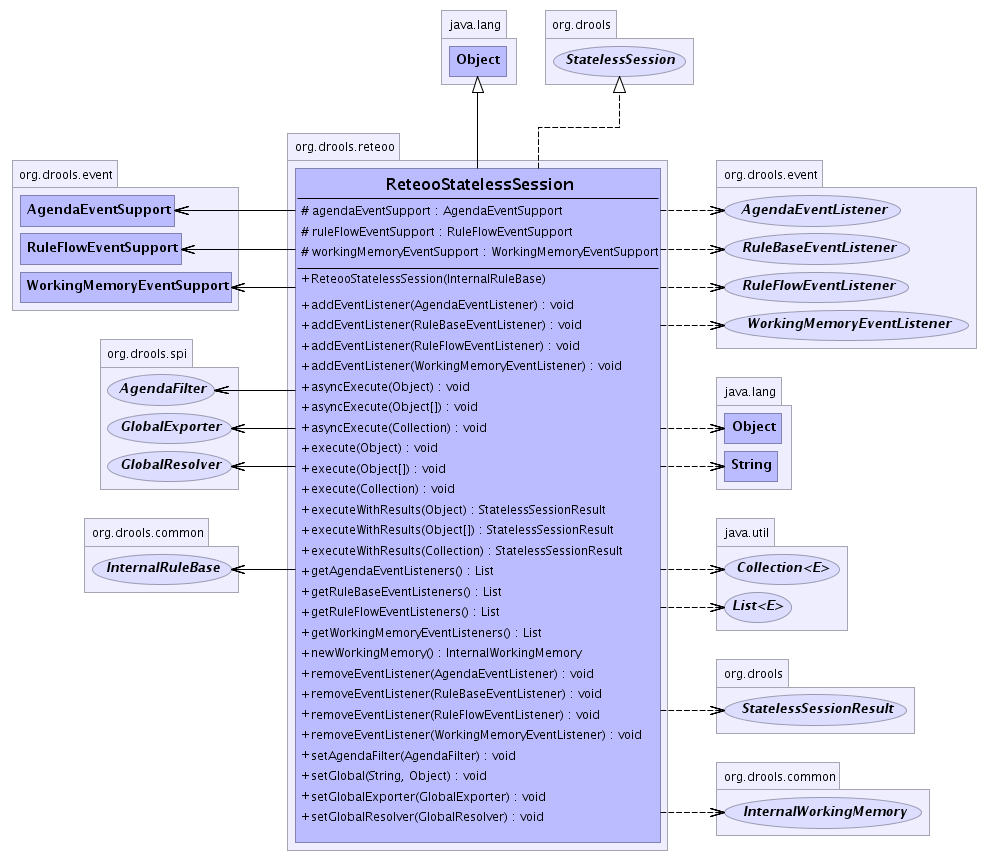 java.lang
Object
org.drools
StatelessSession
org.drools.event
AgendaEventSupport
RuleFlowEventSupport
WorkingMemoryEventSupport
org.drools.spi
AgendaFilter
GlobalExporter
GlobalResolver
org.drools.common
InternalRuleBase
org.drools.reteoo
ReteooStatelessSession
# agendaEventSupport : AgendaEventSupport
# ruleFlowEventSupport : RuleFlowEventSupport
# workingMemoryEventSupport : WorkingMemoryEventSupport
+ ReteooStatelessSession(InternalRuleBase)
+ addEventListener(AgendaEventListener) : void
+ addEventListener(RuleBaseEventListener) : void
+ addEventListener(RuleFlowEventListener) : void
+ addEventListener(WorkingMemoryEventListener) : void
+ asyncExecute(Object) : void
+ asyncExecute(Object[]) : void
+ asyncExecute(Collection) : void
+ execute(Object) : void
+ execute(Object[]) : void
+ execute(Collection) : void
+ executeWithResults(Object) : StatelessSessionResult
+ executeWithResults(Object[]) : StatelessSessionResult
+ executeWithResults(Collection) : StatelessSessionResult
+ getAgendaEventListeners() : List
+ getRuleBaseEventListeners() : List
+ getRuleFlowEventListeners() : List
+ getWorkingMemoryEventListeners() : List
+ newWorkingMemory() : InternalWorkingMemory
+ removeEventListener(AgendaEventListener) : void
+ removeEventListener(RuleBaseEventListener) : void
+ removeEventListener(RuleFlowEventListener) : void
+ removeEventListener(WorkingMemoryEventListener) : void
+ setAgendaFilter(AgendaFilter) : void
+ setGlobal(String, Object) : void
+ setGlobalExporter(GlobalExporter) : void
+ setGlobalResolver(GlobalResolver) : void
org.drools.event
AgendaEventListener
RuleBaseEventListener
RuleFlowEventListener
WorkingMemoryEventListener
java.lang
Object
String
java.util
Collection<E>
List<E>
org.drools
StatelessSessionResult
org.drools.common
InternalWorkingMemory